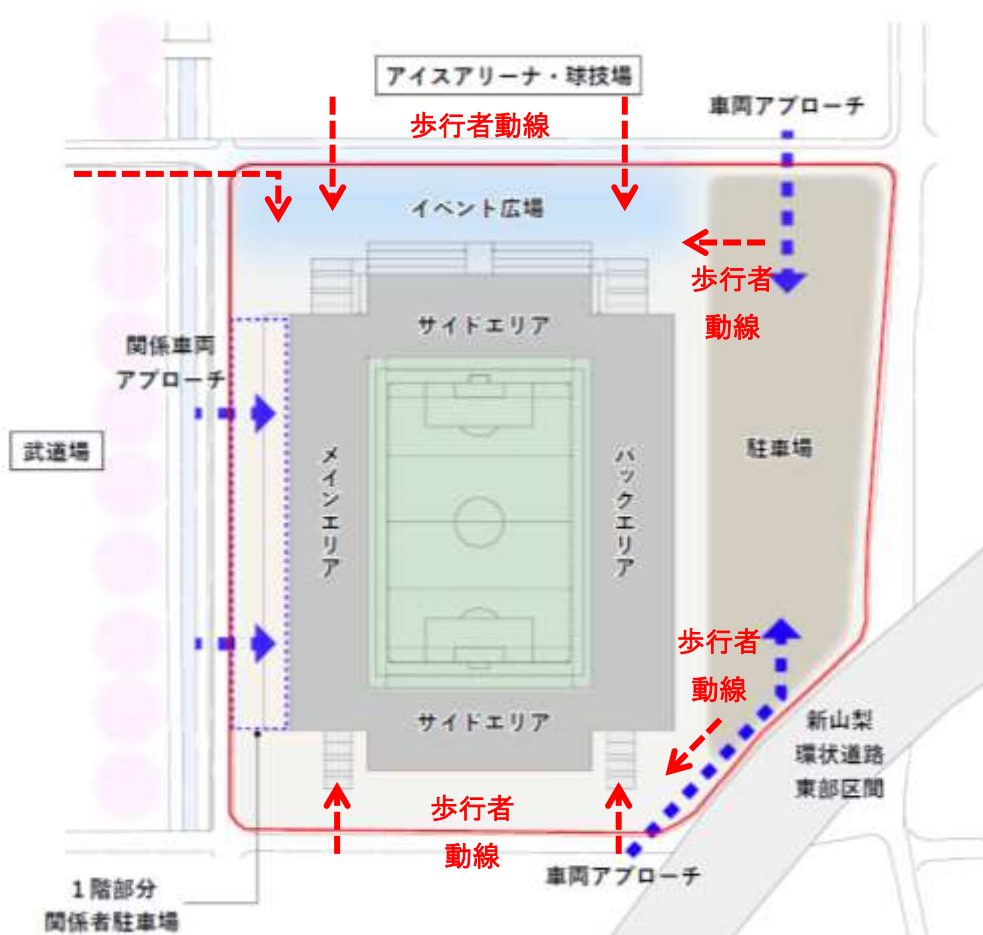 アイスアリーナ・球技場
歩行者動線
車両アプローチ
イベント広場
歩行者
動線
サイドエリア
関係車両
アプローチ
武道場
メインエリア
バックエリア
駐車場
歩行者
動線
サイドエリア
新山梨
環状道路
東部区間
歩行者
動線
車両アプローチ
1階部分
関係者駐車場